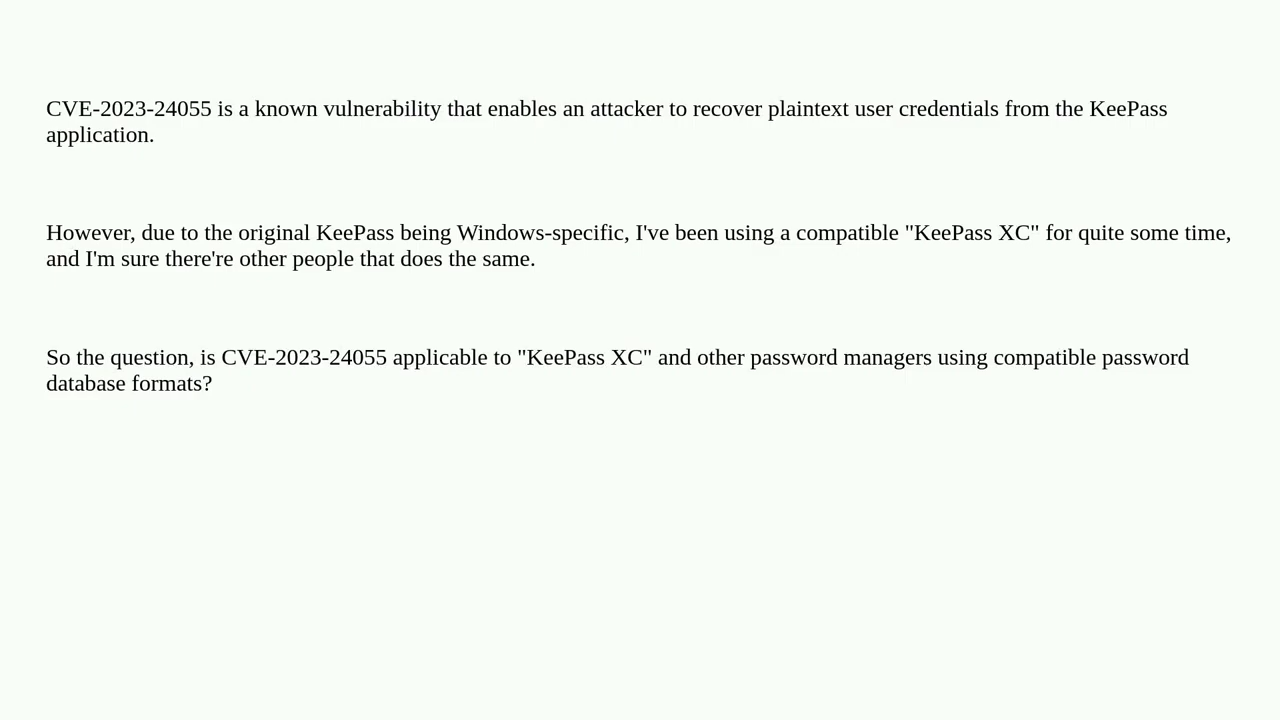 CVE-2023-24055 is a known vulnerability that enables an attacker to recover plaintext user credentials from the KeePass
application.
However, due to the original KeePass being Windows-specific, I've been using a compatible "KeePass XC" for quite some time,
and I'm sure there're other people that does the same.
So the question, is CVE-2023-24055 applicable to "KeePass XC" and other password managers using compatible password
database formats?